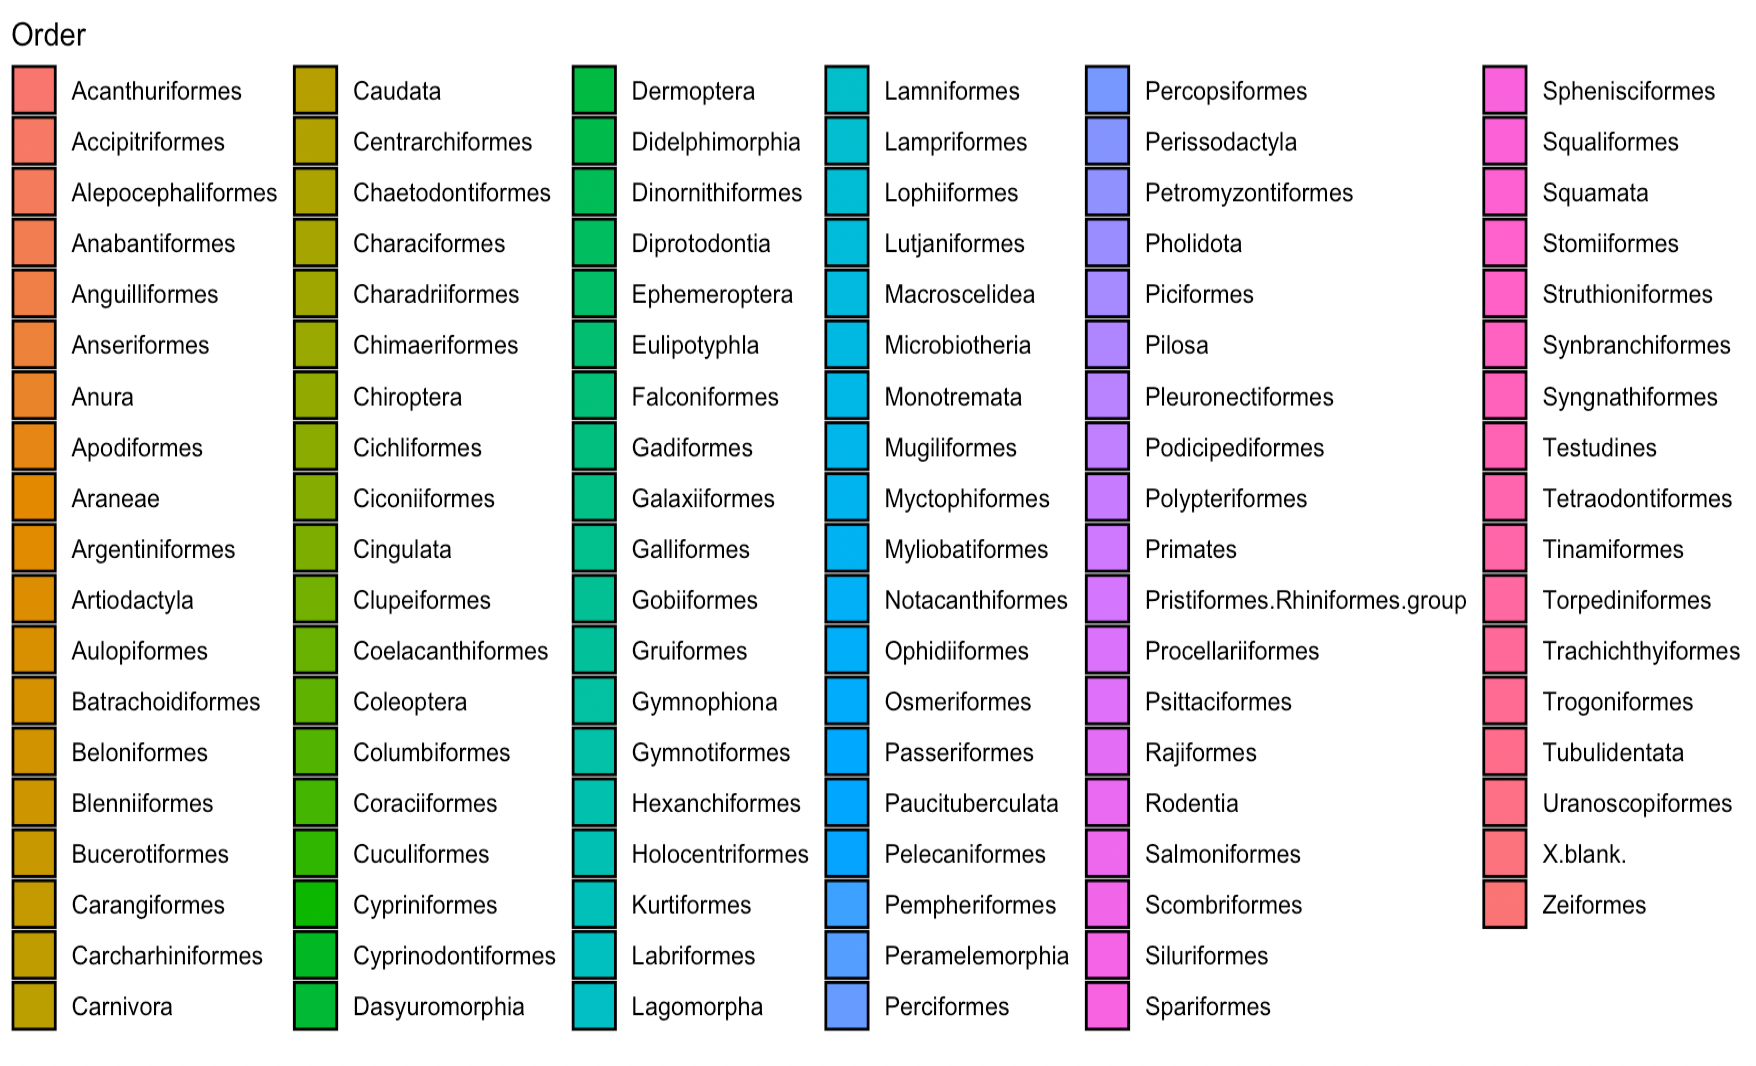 Order
Acanthuriformes
Accipitriformes
Alepocephaliformes
Anabantiformes
Anguilliformes
Anseriformes
Anura
Apodiformes
Araneae
Argentiniformes
Artiodactyla
Aulopiformes
Batrachoidiformes
Beloniformes
Blenniiformes
Bucerotiformes
Carangiformes
Carcharhiniformes
Carnivora
Caudata
Centrarchiformes
Chaetodontiformes
Characiformes
Charadriiformes
Chimaeriformes
Chiroptera
Cichliformes
Ciconiiformes
Cingulata
Clupeiformes
Coelacanthiformes
Coleoptera
Columbiformes
Coraciiformes
Cuculiformes
Cypriniformes
Cyprinodontiformes
Dasyuromorphia
Dermoptera
Didelphimorphia
Dinornithiformes
Diprotodontia
Ephemeroptera
Eulipotyphla
Falconiformes
Gadiformes
Galaxiiformes
Galliformes
Gobiiformes
Gruiformes
Gymnophiona
Gymnotiformes
Hexanchiformes
Holocentriformes
Kurtiformes
Labriformes
Lagomorpha
Lamniformes
Lampriformes
Lophiiformes
Lutjaniformes
Macroscelidea
Microbiotheria
Monotremata
Mugiliformes
Myctophiformes
Myliobatiformes
Notacanthiformes
Ophidiiformes
Osmeriformes
Passeriformes
Paucituberculata
Pelecaniformes
Pempheriformes
Peramelemorphia
Perciformes
Percopsiformes
Perissodactyla
Petromyzontiformes
Pholidota
Piciformes
Pilosa
Pleuronectiformes
Podicipediformes
Polypteriformes
Primates
Pristiformes.Rhiniformes.group
Procellariiformes
Psittaciformes
Rajiformes
Rodentia
Salmoniformes
Scombriformes
Siluriformes
Spariformes
Sphenisciformes
Squaliformes
Squamata
Stomiiformes
Struthioniformes
Synbranchiformes
Syngnathiformes
Testudines
Tetraodontiformes
Tinamiformes
Torpediniformes
Trachichthyiformes
Trogoniformes
Tubulidentata
Uranoscopiformes
X.blank.
Zeiformes